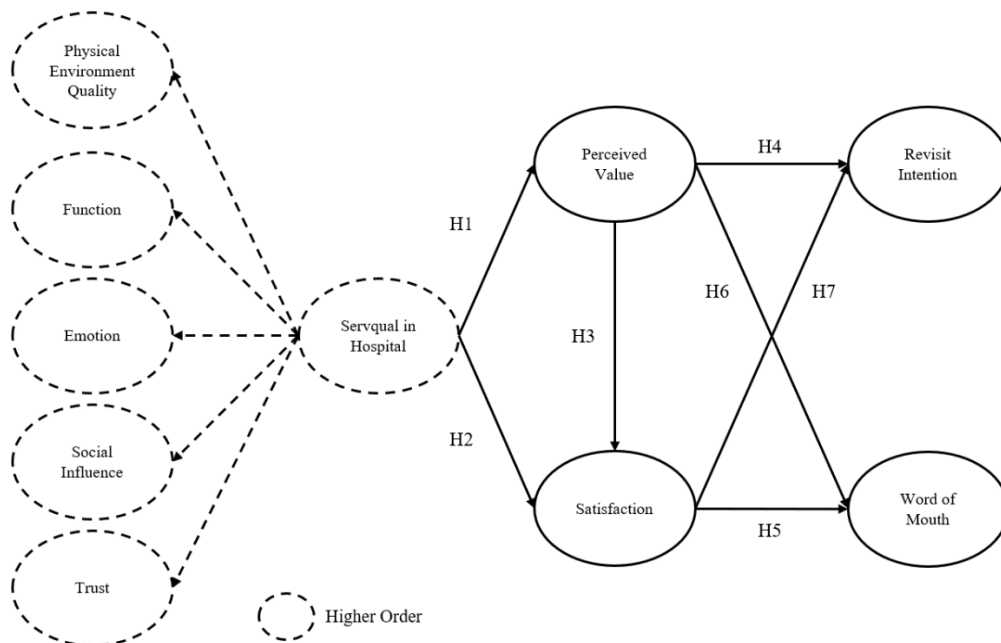 Physical
Environment
Quality
Function
Emotion
Social
Influence
Trust
Servqual in
Hospital
H1
H2
Perceived
Value
H3
Satisfaction
H4
H6
H7
H5
Revisit
Intention
Word of
Mouth
Higher Order